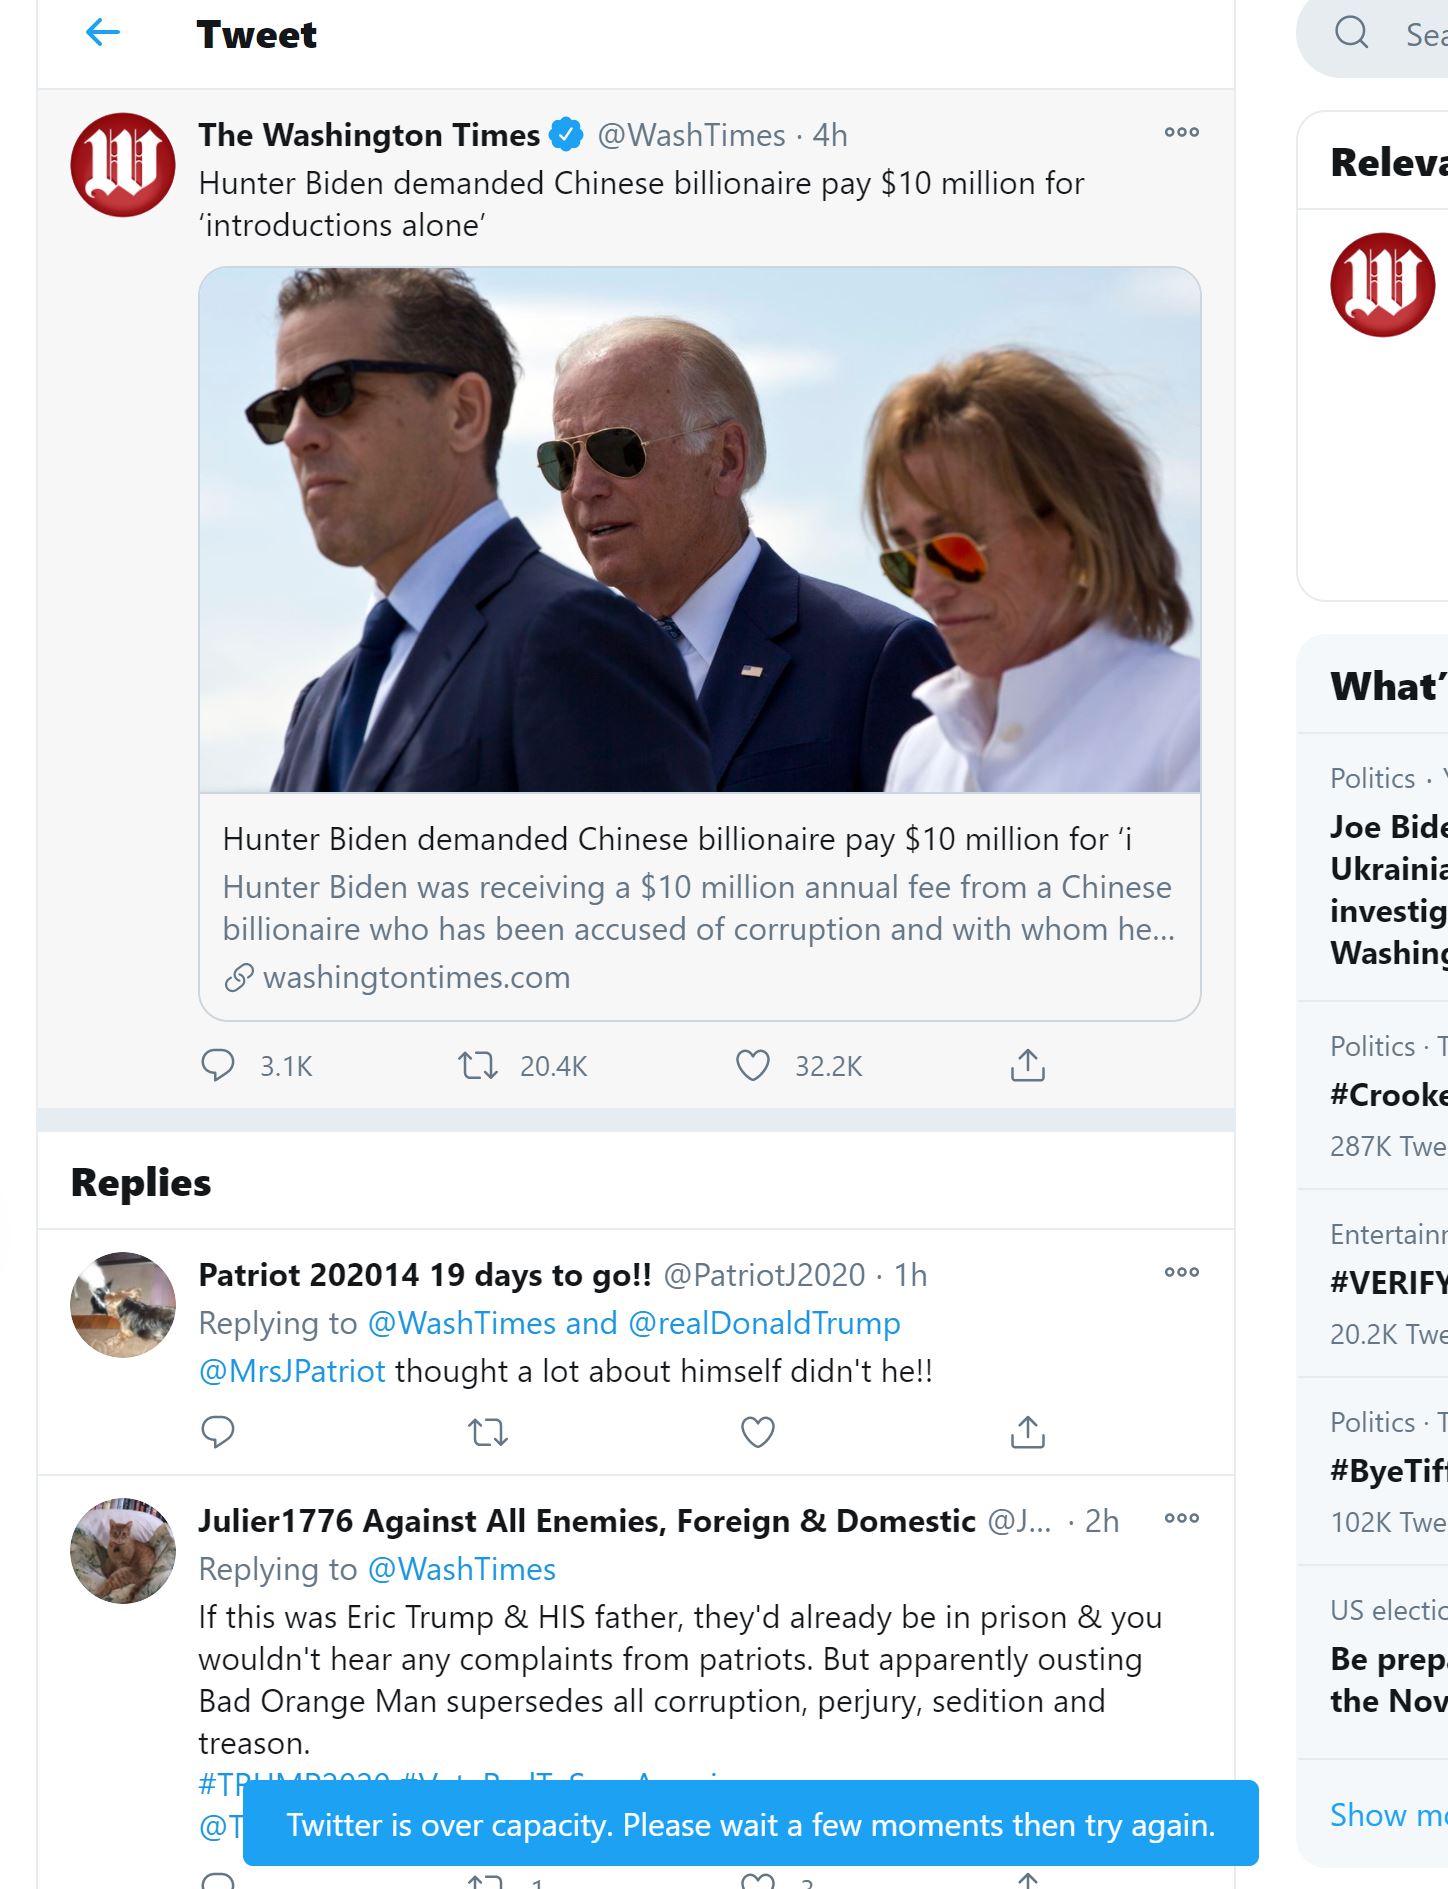 Tweet
The Washington Times @WashTimes · 4h
Hunter Biden demanded Chinese billionaire pay $10 million for
‘introductions alone’
Hunter Biden demanded Chinese billionaire pay $10 million for ‘i
Hunter Biden was receiving a $10 million annual fee from a Chinese
billionaire who has been accused of corruption and with whom he...
washingtontimes.com
3.1K 20.4K 32.2K
Replies
Patriot 202014 19 days to go!! @PatriotJ2020 · 1h
Replying to @WashTimes and @realDonaldTrump
@MrsJPatriot thought a lot about himself didn't he!!
Julier1776 Against All Enemies, Foreign & Domestic @J... · 2h
Replying to @WashTimes
If this was Eric Trump & HIS father, they'd already be in prison & you
wouldn't hear any complaints from patriots. But apparently ousting
Bad Orange Man supersedes all corruption, perjury, sedition and
treason.
#TRUMP2020
@T
Twitter is over capacity. Please wait a few moments then try again.
1
Sea
Releva
What'
Politics ·
Joe Bide
Ukrainia
investig
Washing
Politics · T
#Crooke
287K Twe
Entertainm
#VERIFY
20.2K Twe
Politics · T
#ByeTiff
102K Twe
US electio
Be prepa
the Nov
Show mo